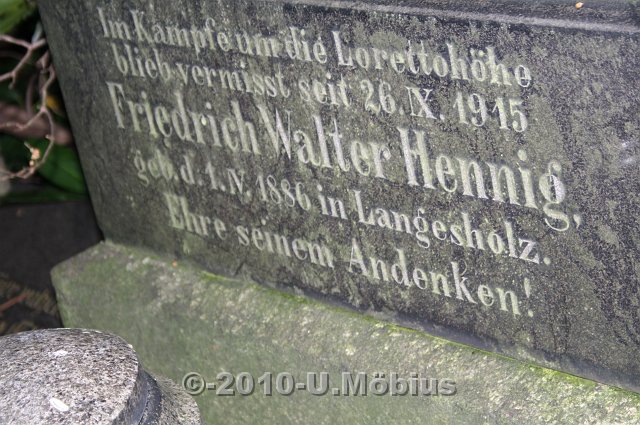 Im Kampfe um die Lorettohöhe
blieb vermisst seit 26. IX. 1915
Friedrich Walter Hennig,
geb. d. 1. IV. 1886 in Langesholz.
Ehre seinem Andenken!
©-2010-U.Möbius